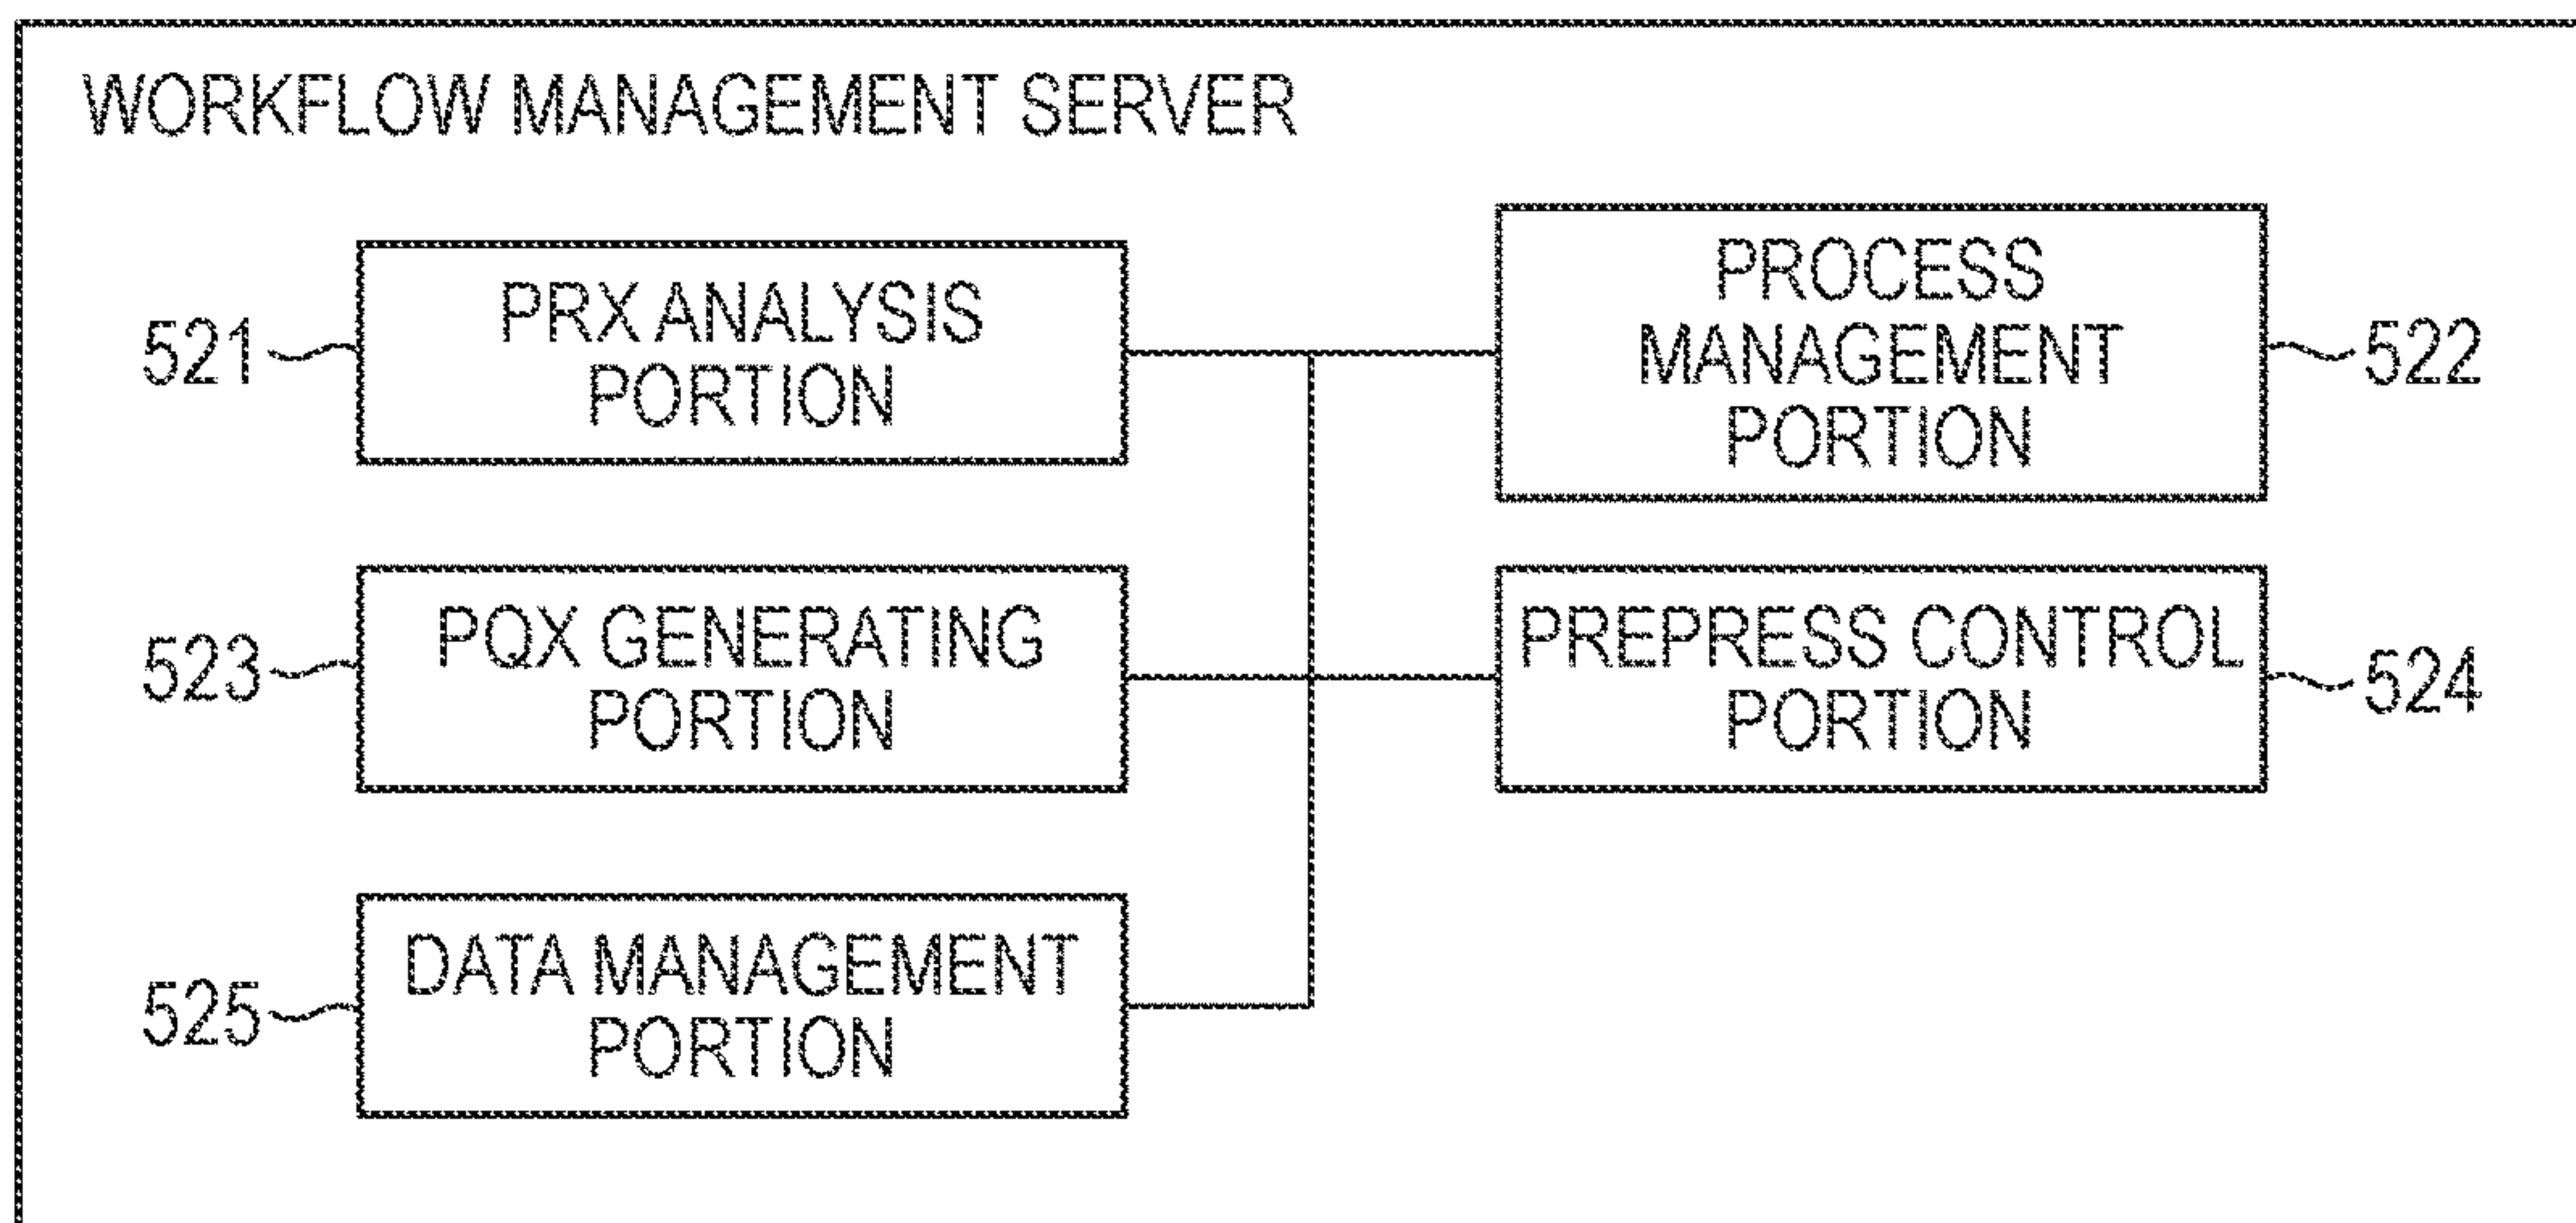 WORKFLOW MANAGEMENT SERVER
521
PRX ANALYSIS
PORTION
PROCESS
MANAGEMENT
PORTION
522
523
PQX GENERATING
PORTION
PREPRESS CONTROL
PORTION
524
525
DATA MANAGEMENT
PORTION